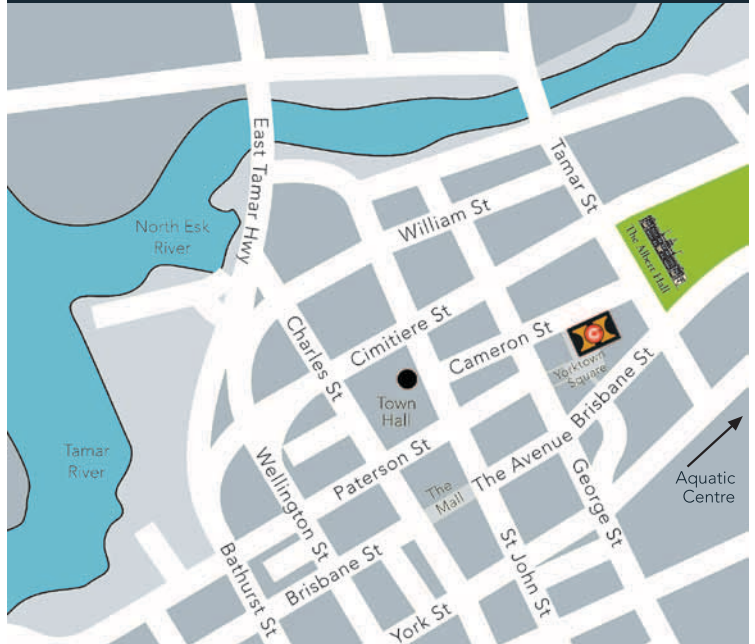 East Tamar Hwy
Tamar St
North Esk
River
William St
The Albert Hall
Cimitiere St
Charles St
Cameron St
Yorktown
Square
Town
Hall
Brisbane St
Tamar
River
Paterson St
The Avenue
Wellington St
The
Mall
Aquatic
Centre
George St
St John St
Bathurst St
Brisbane St
York St